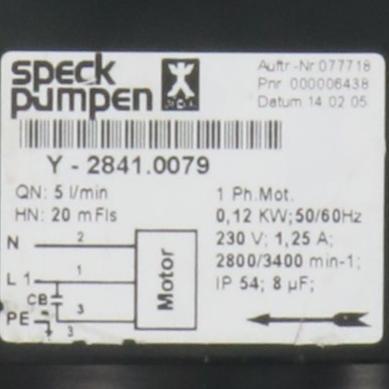 speck
pumpen
Auftr-Nr 077718
Pnr 000006438
Datum 14 02 05
Y - 2841.0079
QN: 5 l/min
HN: 20 mFls
1 Ph.Mot.
0,12 KW;50/60Hz
230 V; 1,25 A;
2800/3400 min-1;
IP 54; 8 µF;
N 2
L 1 1
CB
PE 3
3
Motor